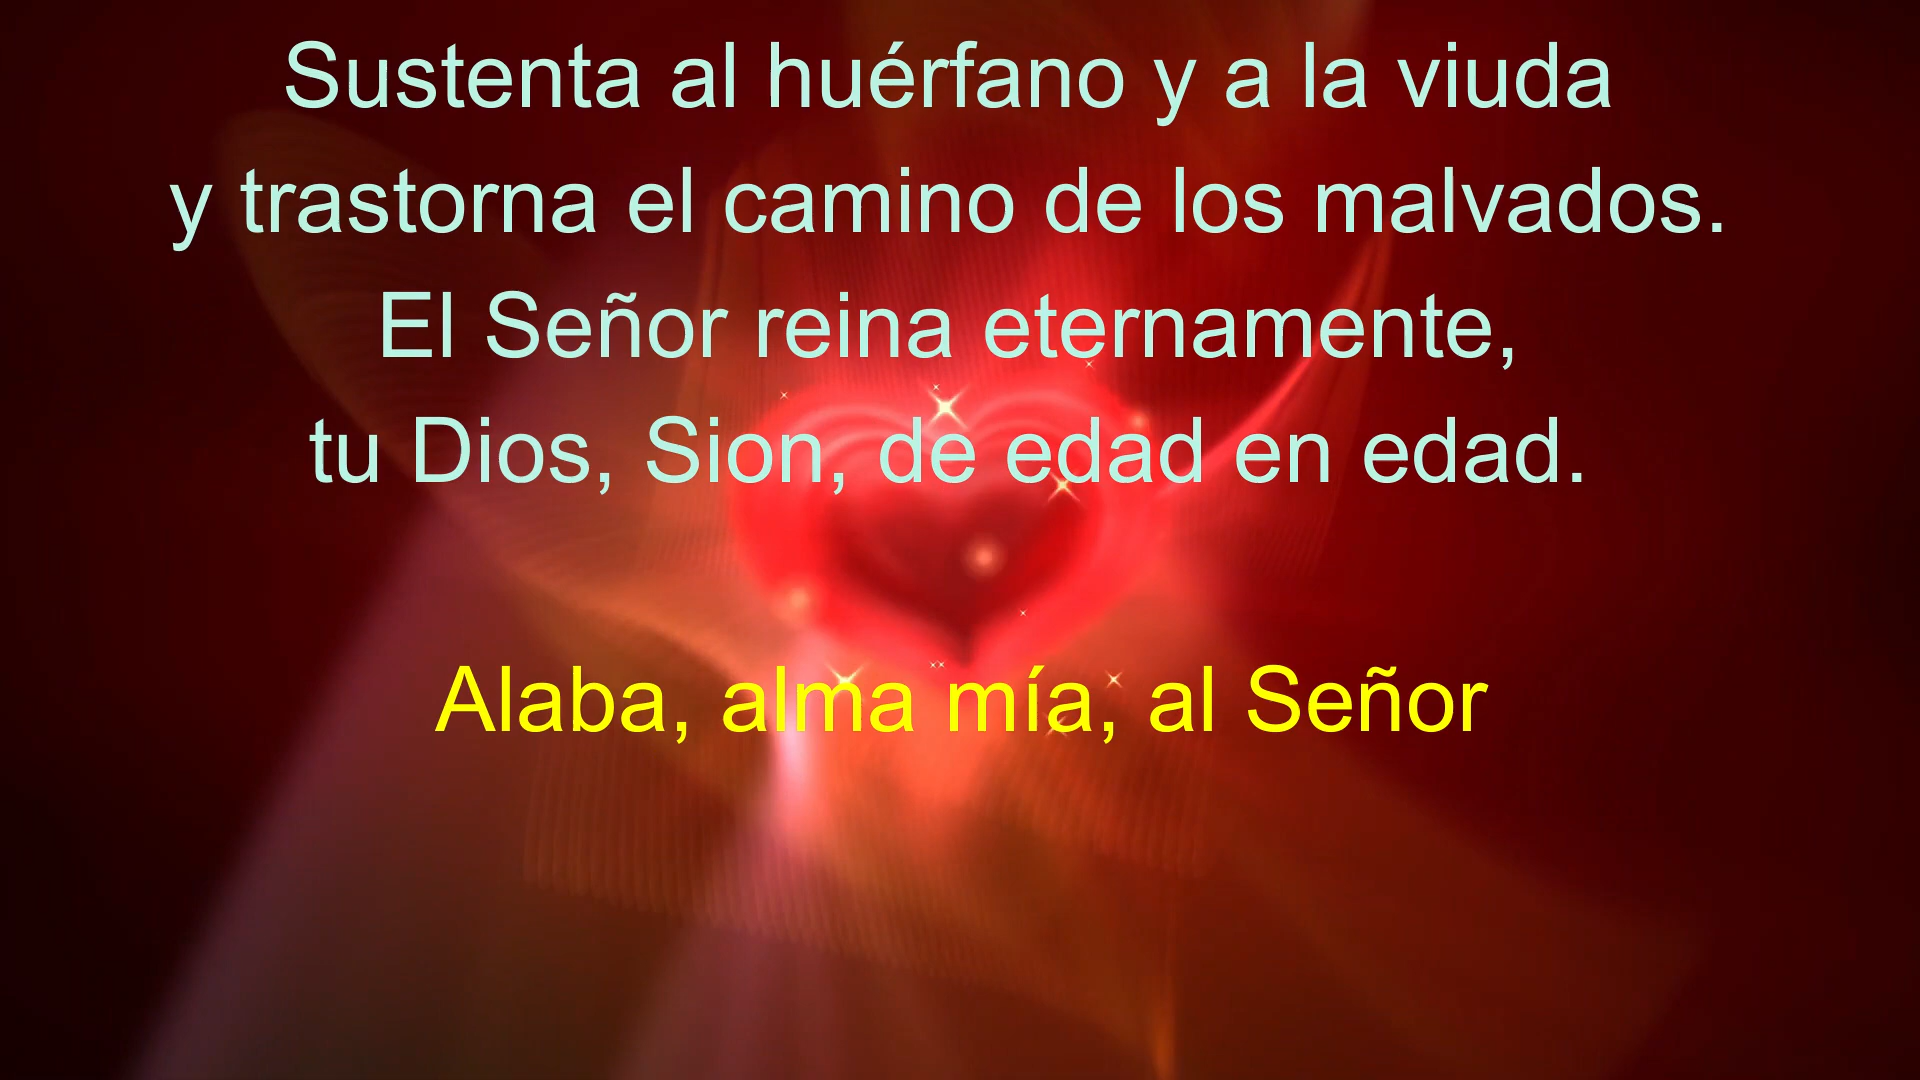 Sustenta al huérfano y a la viuda
y trastorna el camino de los malvados.
El Señor reina eternamente,
tu Dios, Sion, de edad en edad.
Alaba, alma mía, al Señor